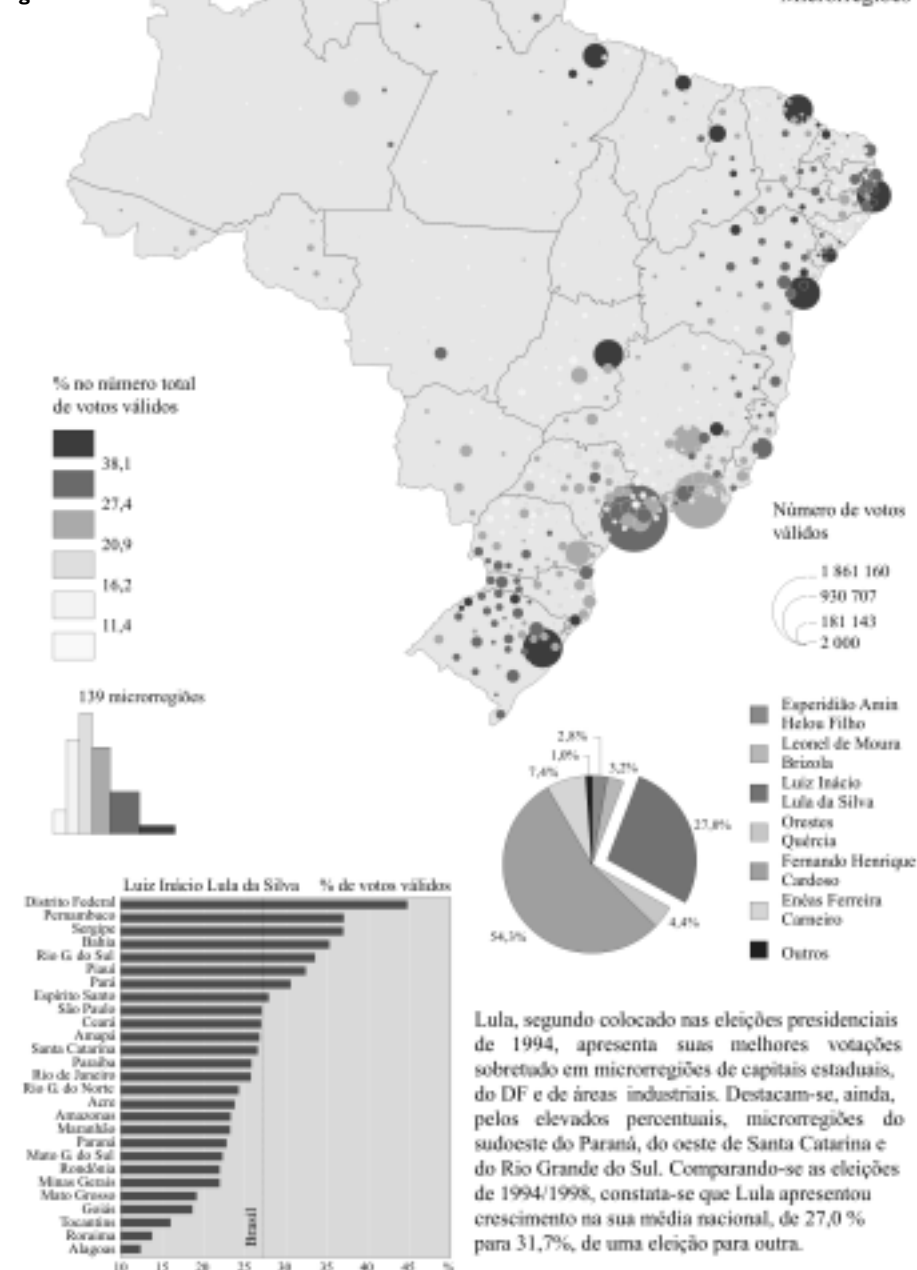 Microrregiões
% no número total
de votos válidos
38,1
27,4
20,9
16,2
11,4
Número de votos
válidos
1 861 160
930 707
181 143
2 000
139 microrregiões
Esperidião Amin
Helou Filho
Leonel de Moura
Brizola
Luiz Inácio
Lula da Silva
Orestes
Quércia
Fernando Henrique
Cardoso
Enéas Ferreira
Carneiro
Outros
2,8%
1,0%
7,4%
3,2%
27,0%
4,4%
54,3%
Luiz Inácio Lula da Silva % de votos válidos
Distrito Federal
Pernambuco
Sergipe
Bahia
Rio G. do Sul
Piauí
Pará
Espírito Santo
São Paulo
Ceará
Amapá
Santa Catarina
Paraíba
Rio de Janeiro
Rio G. do Norte
Acre
Amazonas
Maranhão
Paraná
Mato G. do Sul
Rondônia
Minas Gerais
Mato Grosso
Goiás
Tocantins
Roraima
Alagoas
Brasil
10 15 20 25 30 35 40 45 %
Lula, segundo colocado nas eleições presidenciais
de 1994, apresenta suas melhores votações
sobretudo em microrregiões de capitais estaduais,
do DF e de áreas industriais. Destacam-se, ainda,
pelos elevados percentuais, microrregiões do
sudoeste do Paraná, do oeste de Santa Catarina e
do Rio Grande do Sul. Comparando-se as eleições
de 1994/1998, constata-se que Lula apresentou
crescimento na sua média nacional, de 27,0 %
para 31,7%, de uma eleição para outra.